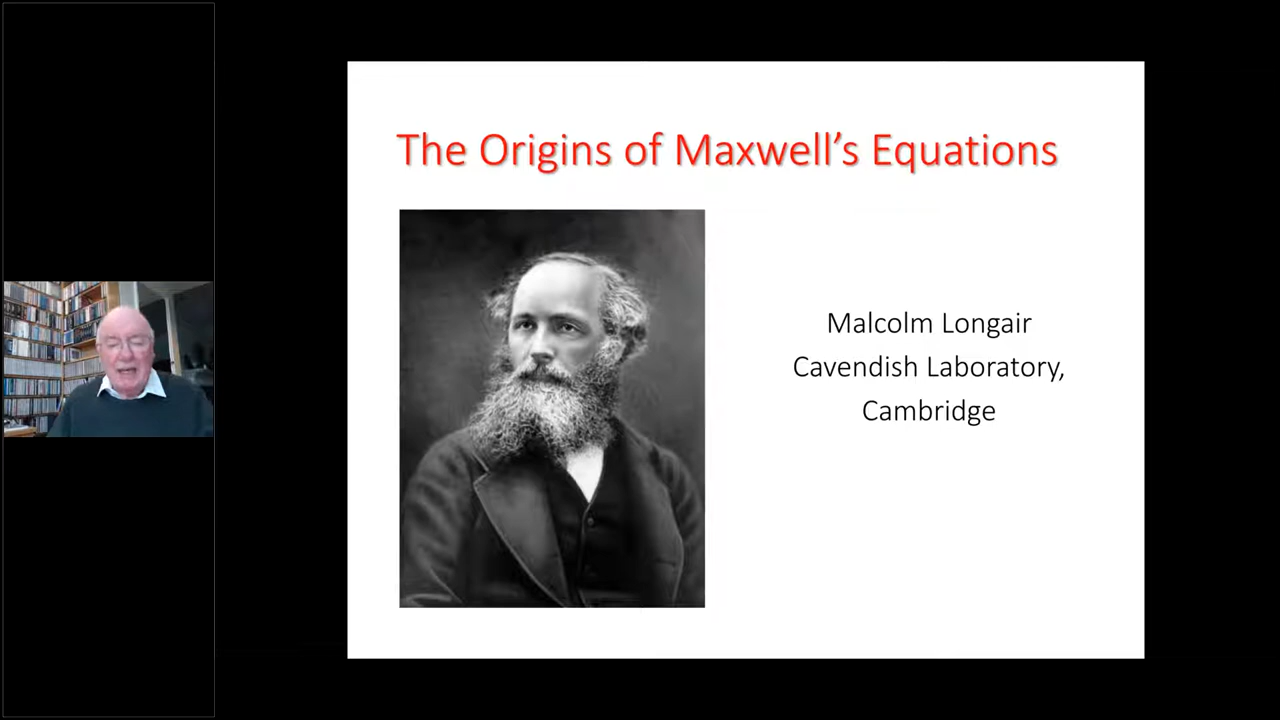 The Origins of Maxwell’s Equations
Malcolm Longair
Cavendish Laboratory,
Cambridge